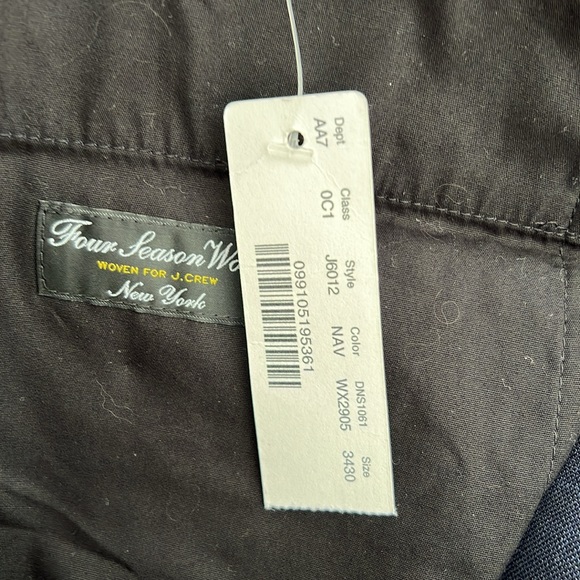 Four Season Wo
WOVEN FOR J.CREW
New York
Dept Class Style Color DNS1061 Size
AA7 0C1 J6012 NAV WX2905 3430
099105195361